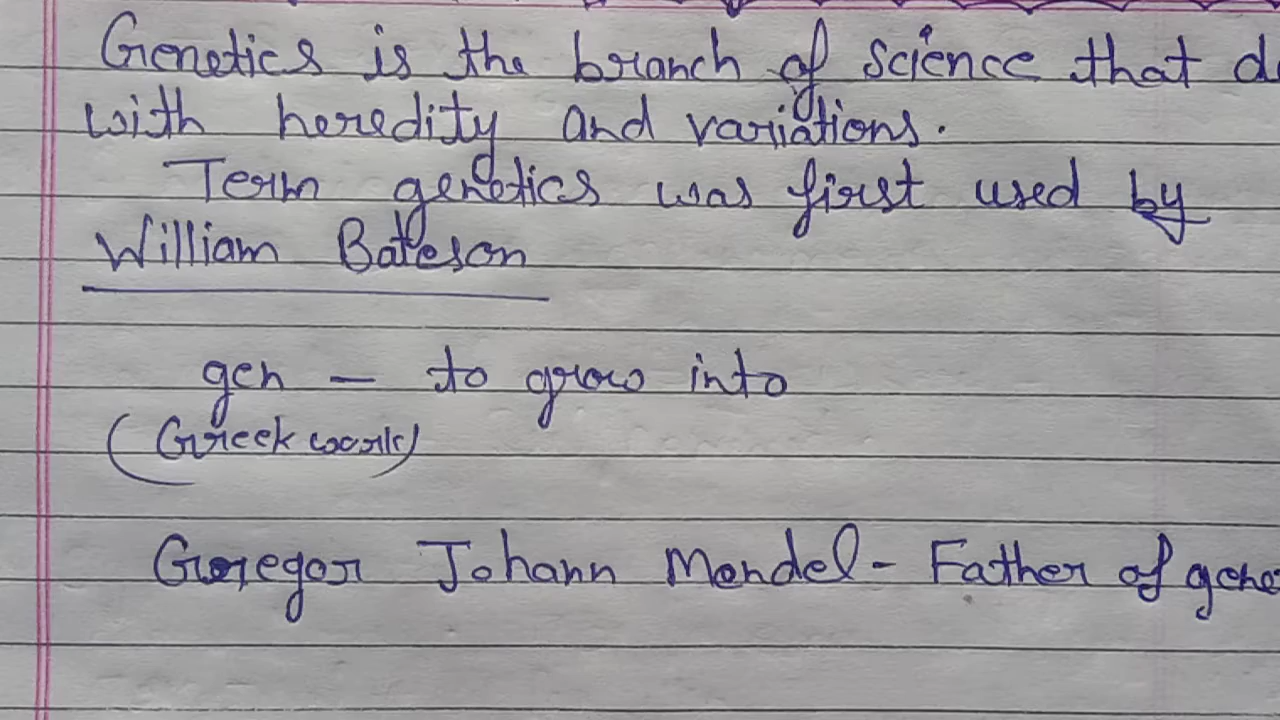 Genetics is the branch of science that d
with heredity and variations.
Term genetics was first used by
William Bateson
gen - to grow into
(Greek work)
Gregor Johann Mendel - Father of gene